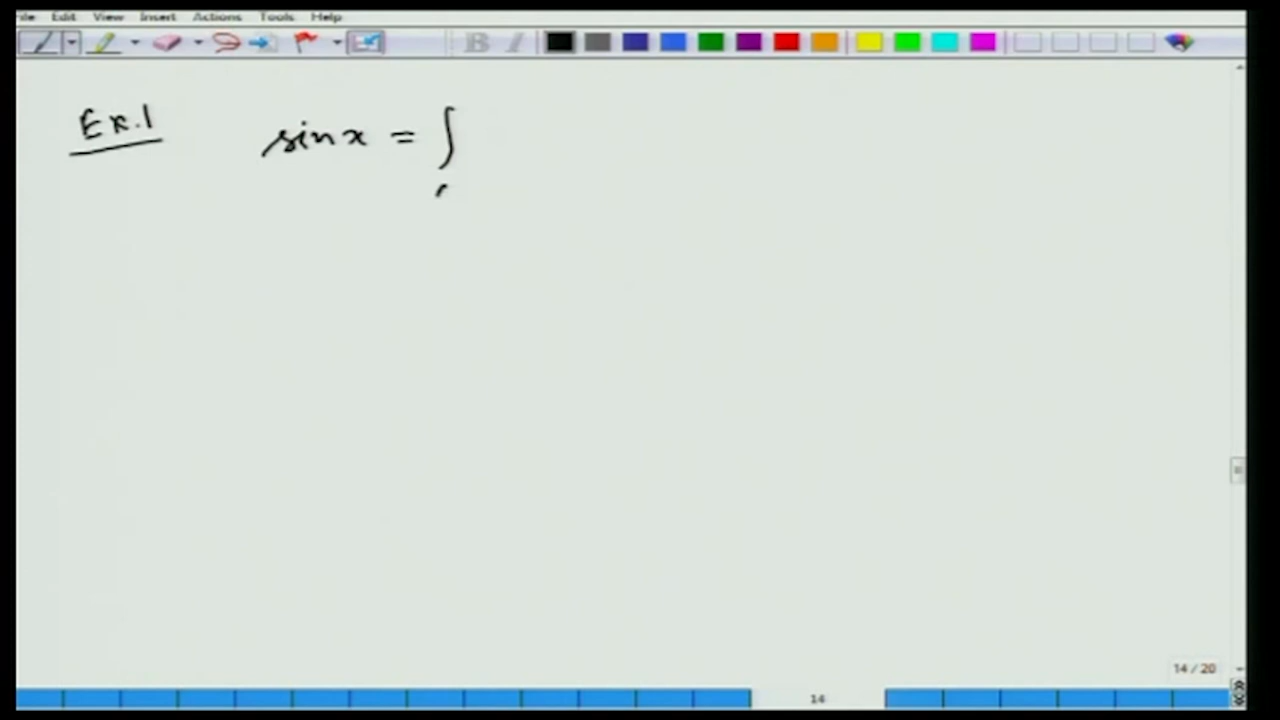 File Edit View Insert Actions Tools Help
B I
Ex.1 sin x = ∫
14 / 20
14